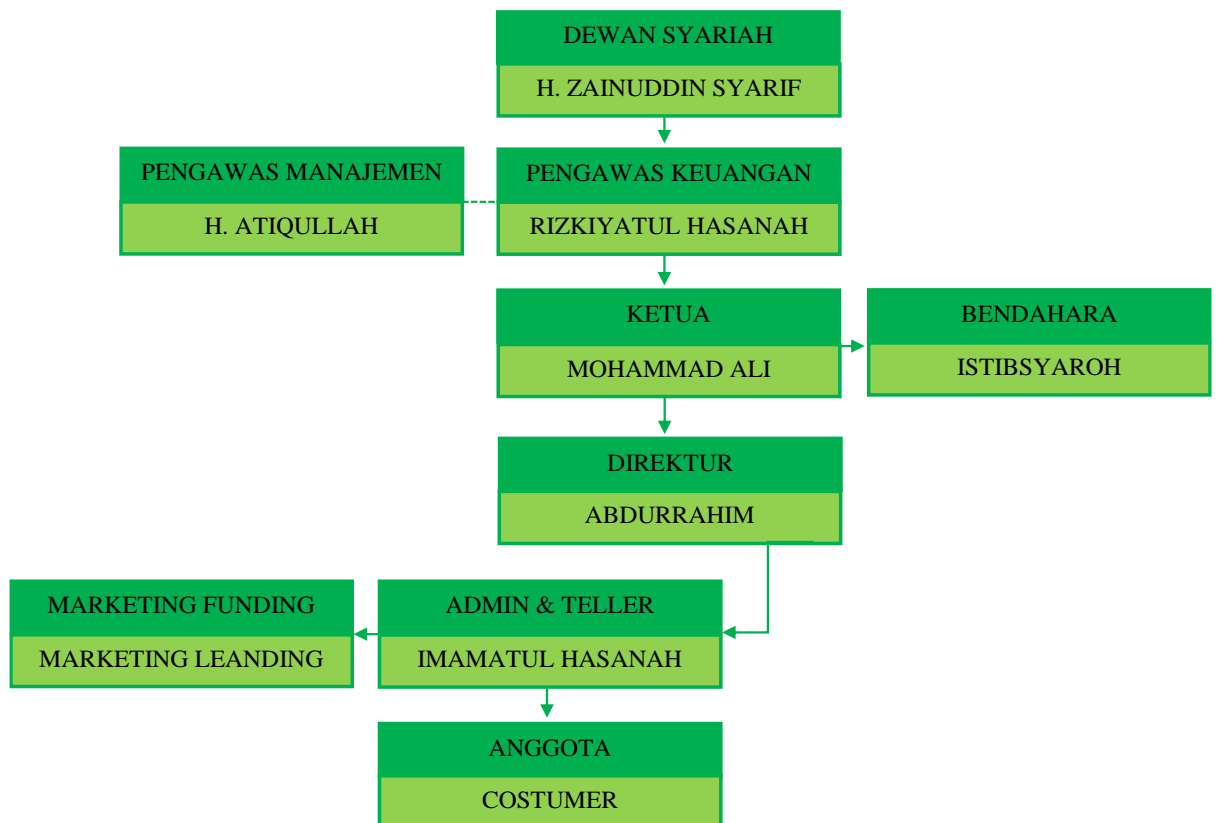 DEWAN SYARIAH
H. ZAINUDDIN SYARIF
PENGAWAS MANAJEMEN
H. ATIQULLAH
PENGAWAS KEUANGAN
RIZKIYATUL HASANAH
KETUA
MOHAMMAD ALI
BENDAHARA
ISTIBSYAROH
DIREKTUR
ABDURRAHIM
MARKETING FUNDING
MARKETING LEANDING
ADMIN & TELLER
IMAMATUL HASANAH
ANGGOTA
COSTUMER